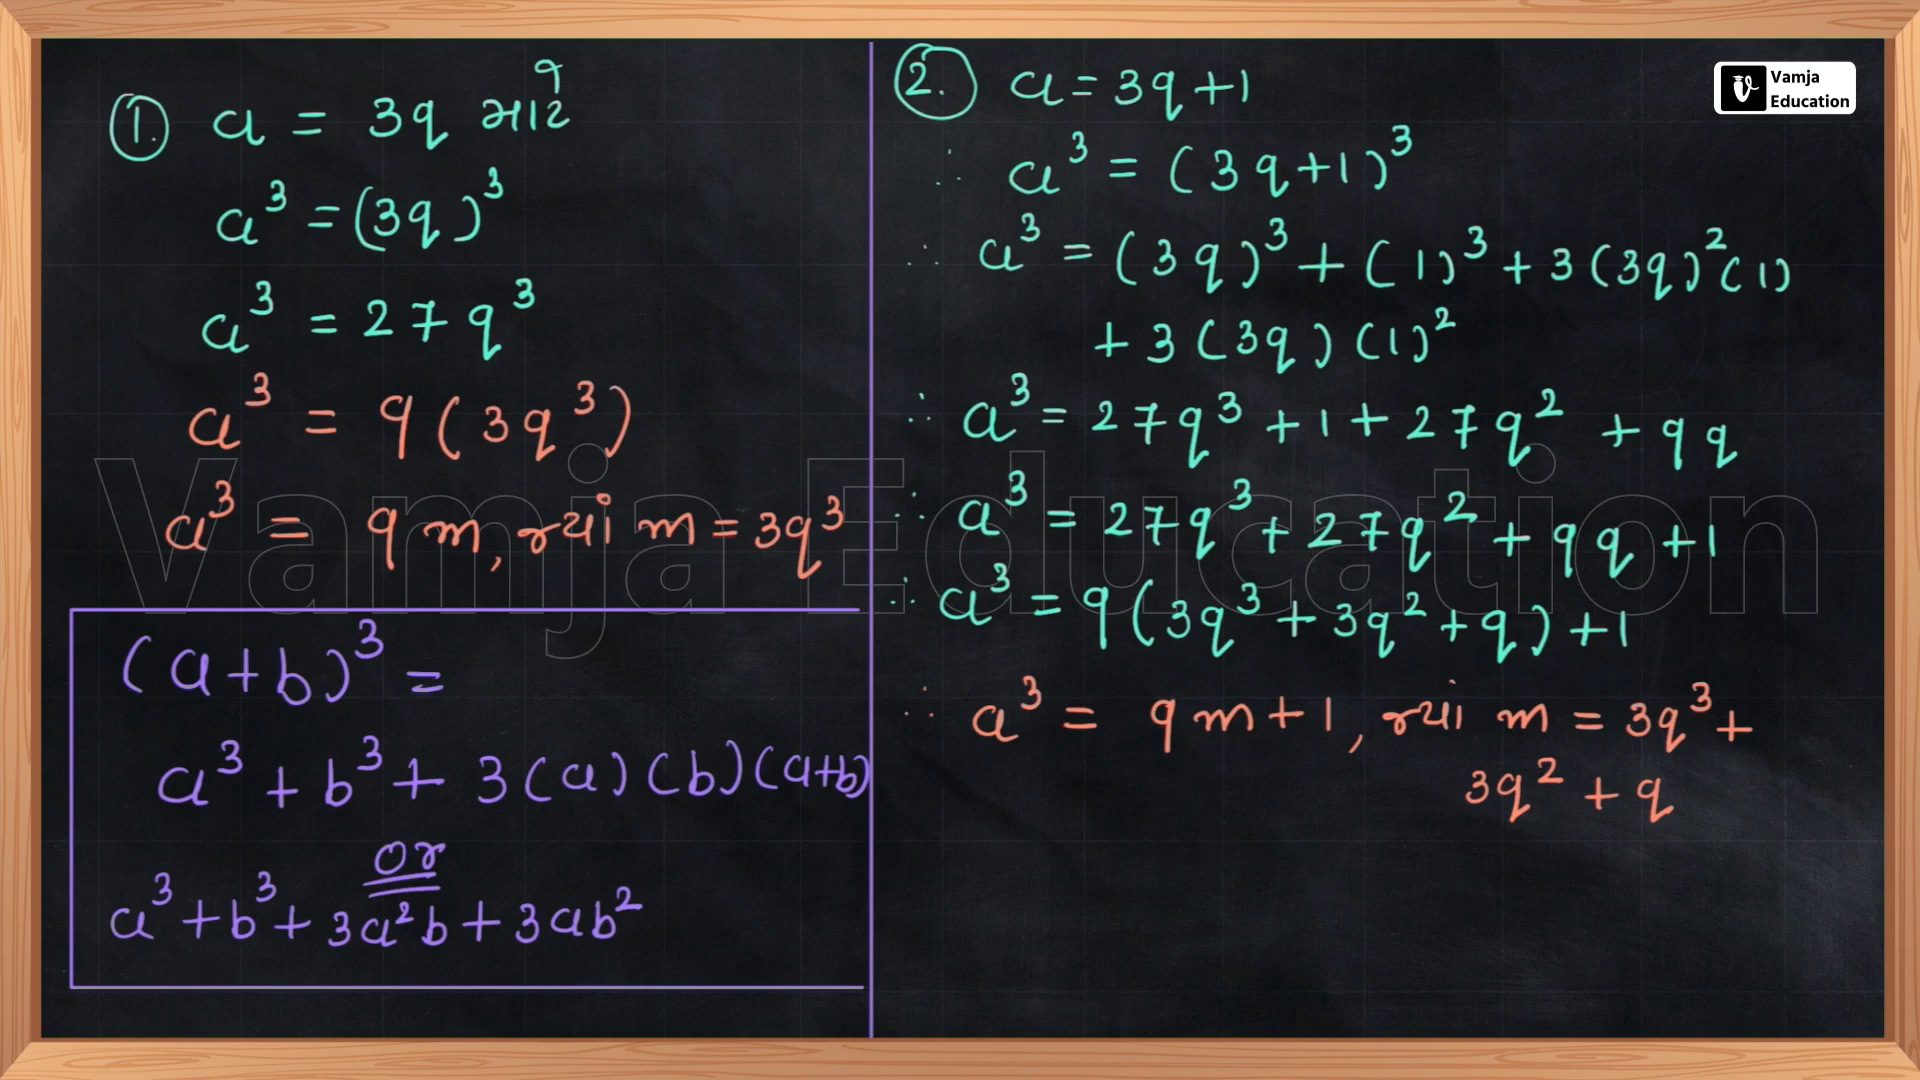 1. a = 3q માટે
a³ = (3q)³
a³ = 27q³
a³ = 9(3q³)
a³ = 9m, જ્યાં m = 3q³
(a+b)³ =
a³ + b³ + 3(a)(b)(a+b)
or
a³ + b³ + 3a²b + 3ab²
2. a = 3q+1
∴ a³ = (3q+1)³
∴ a³ = (3q)³ + (1)³ + 3(3q)²(1)
+ 3(3q)(1)²
∴ a³ = 27q³ + 1 + 27q² + 9q
∴ a³ = 27q³ + 27q² + 9q + 1
∴ a³ = 9(3q³ + 3q² + q) + 1
∴ a³ = 9m+1, જ્યાં m = 3q³ +
3q² + q
Vamja
Education
Vamja Education